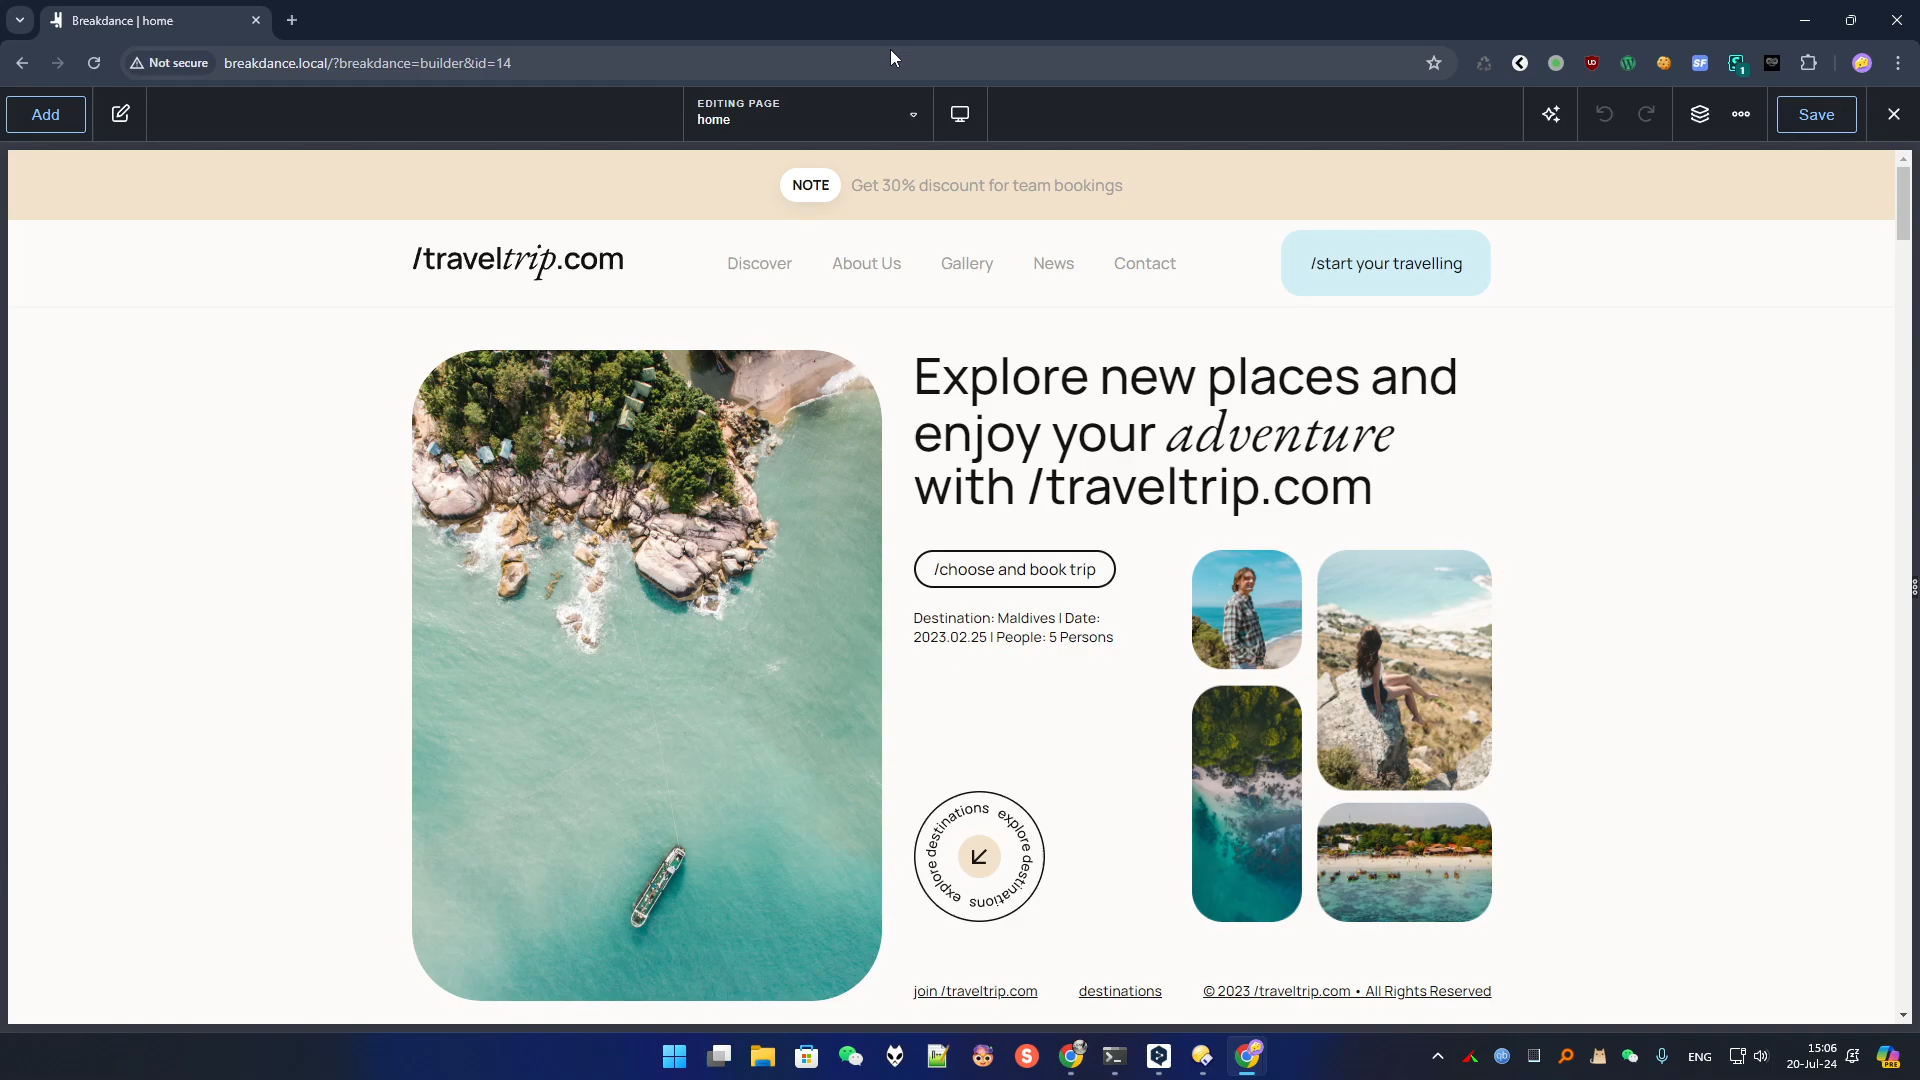 Breakdance | home
Not secure
breakdance.local/?breakdance=builder&id=14
Add
EDITING PAGE
home
Save
NOTE
Get 30% discount for team bookings
/traveltrip.com
Discover
About Us
Gallery
News
Contact
/start your travelling
Explore new places and
enjoy your adventure
with /traveltrip.com
/choose and book trip
Destination: Maldives | Date:
2023.02.25 | People: 5 Persons
explore destinations explore destinations
join /traveltrip.com
destinations
© 2023 /traveltrip.com • All Rights Reserved
ENG
15:06
20-Jul-24